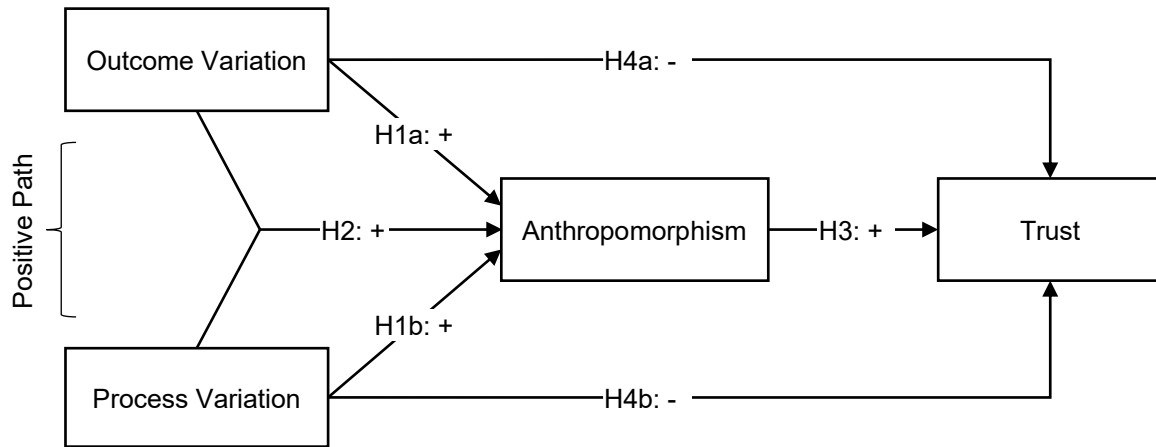 Outcome Variation
H4a: -
H1a: +
Positive Path
H2: +
Anthropomorphism
H3: +
Trust
H1b: +
Process Variation
H4b: -